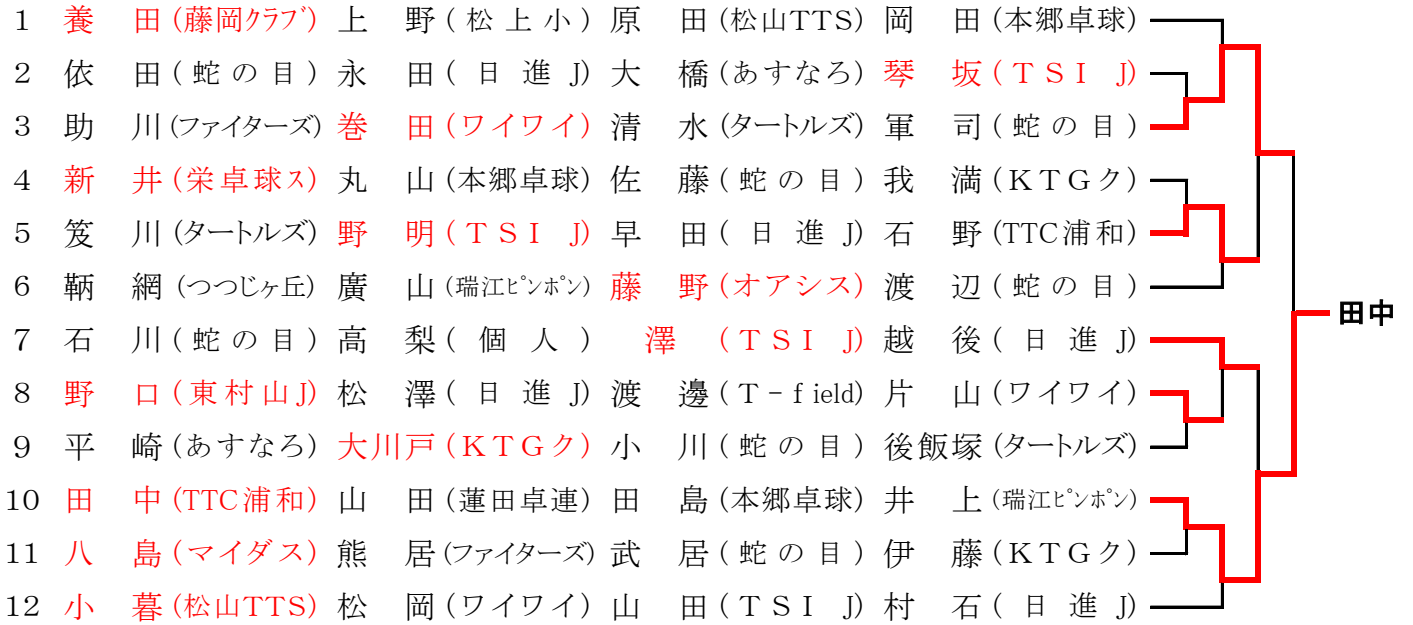 1 養 田(藤岡クラブ) 上 野(松上小) 原 田(松山TTS) 岡 田(本郷卓球)
2 依 田(蛇の目) 永 田(日進J) 大 橋(あすなろ) 琴 坂(TSI J)
3 助 川(ファイターズ) 巻 田(ワイワイ) 清 水(タートルズ) 軍 司(蛇の目)
4 新 井(栄卓球ス) 丸 山(本郷卓球) 佐 藤(蛇の目) 我 満(KTGク)
5 笈 川(タートルズ) 野 明(TSI J) 早 田(日進J) 石 野(TTC浦和)
6 鞆 網(つつじヶ丘) 廣 山(瑞江ピンポン) 藤 野(オアシス) 渡 辺(蛇の目)
田中
7 石 川(蛇の目) 高 梨(個人) 澤 (TSI J) 越 後(日進J)
8 野 口(東村山J) 松 澤(日進J) 渡 邊(T-field) 片 山(ワイワイ)
9 平 崎(あすなろ) 大川戸(KTGク) 小 川(蛇の目) 後飯塚(タートルズ)
10 田 中(TTC浦和) 山 田(蓮田卓連) 田 島(本郷卓球) 井 上(瑞江ピンポン)
11 八 島(マイダス) 熊 居(ファイターズ) 武 居(蛇の目) 伊 藤(KTGク)
12 小 暮(松山TTS) 松 岡(ワイワイ) 山 田(TSI J) 村 石(日進J)